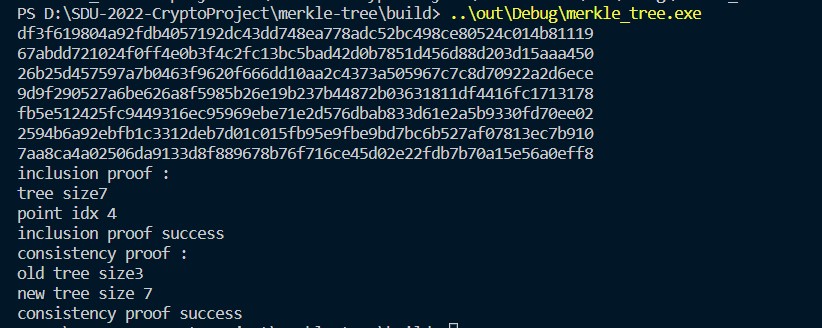 PS D:\SDU-2022-CryptoProject\merkle-tree\build> ..\out\Debug\merkle_tree.exe
df3f619804a92fdb4057192dc43dd748ea778adc52bc498ce80524c014b81119
67abdd721024f0ff4e0b3f4c2fc13bc5bad42d0b7851d456d88d203d15aaa450
26b25d457597a7b0463f9620f666dd10aa2c4373a505967c7c8d70922a2d6ece
9d9f290527a6be626a8f5985b26e19b237b44872b03631811df4416fc1713178
fb5e512425fc9449316ec95969ebe71e2d576dbab833d61e2a5b9330fd70ee02
2594b6a92ebfb1c3312deb7d01c015fb95e9fbe9bd7bc6b527af07813ec7b910
7aa8ca4a02506da9133d8f889678b76f716ce45d02e22fdb7b70a15e56a0eff8
inclusion proof :
tree size7
point idx 4
inclusion proof success
consistency proof :
old tree size3
new tree size 7
consistency proof success